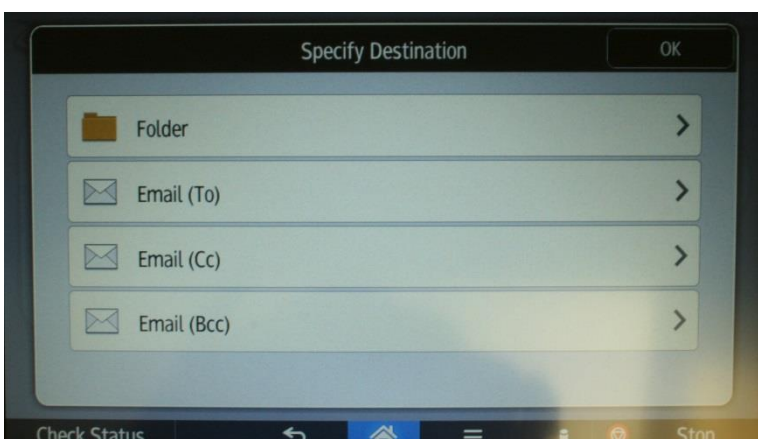 Specify Destination OK
Folder
Email (To)
Email (Cc)
Email (Bcc)
Check Status Stop